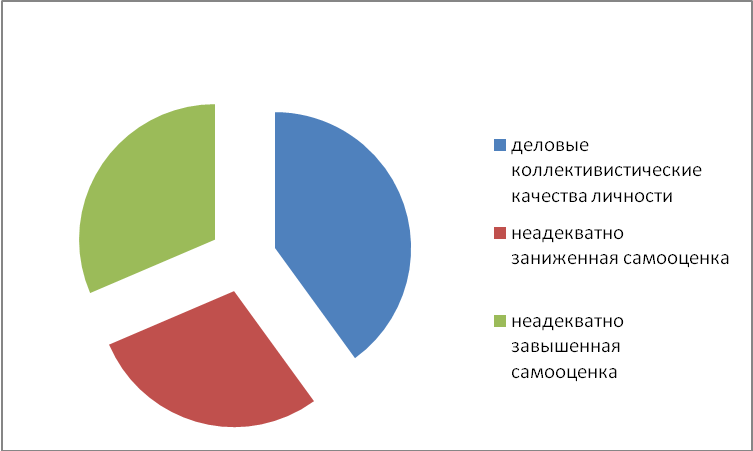 деловые
коллективистические
качества личности
неадекватно
заниженная самооценка
неадекватно
завышенная
самооценка